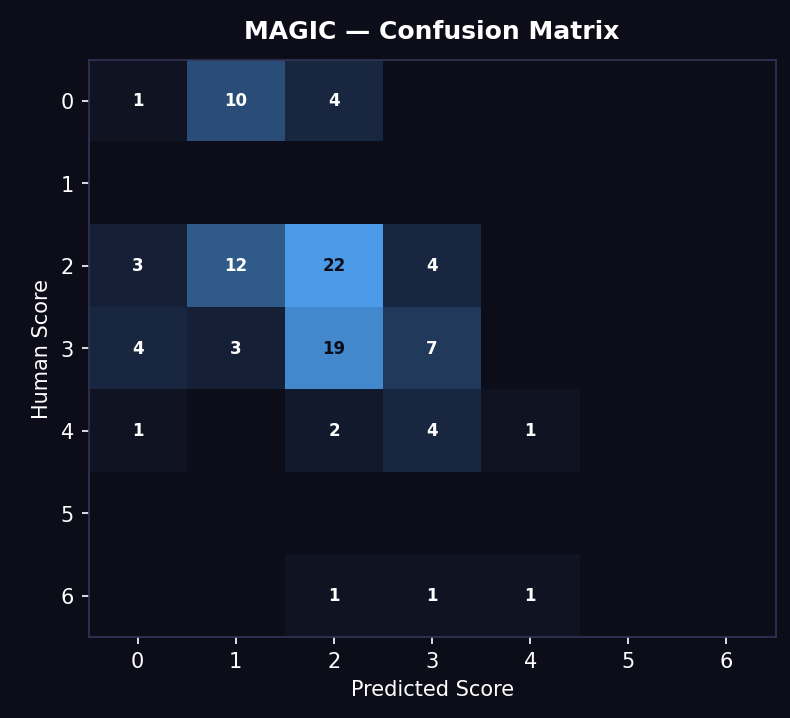 MAGIC — Confusion Matrix
0 1 10 4
1
2 3 12 22 4
3 4 3 19 7
4 1 2 4 1
5
6 1 1 1
0 1 2 3 4 5 6
Human Score
Predicted Score